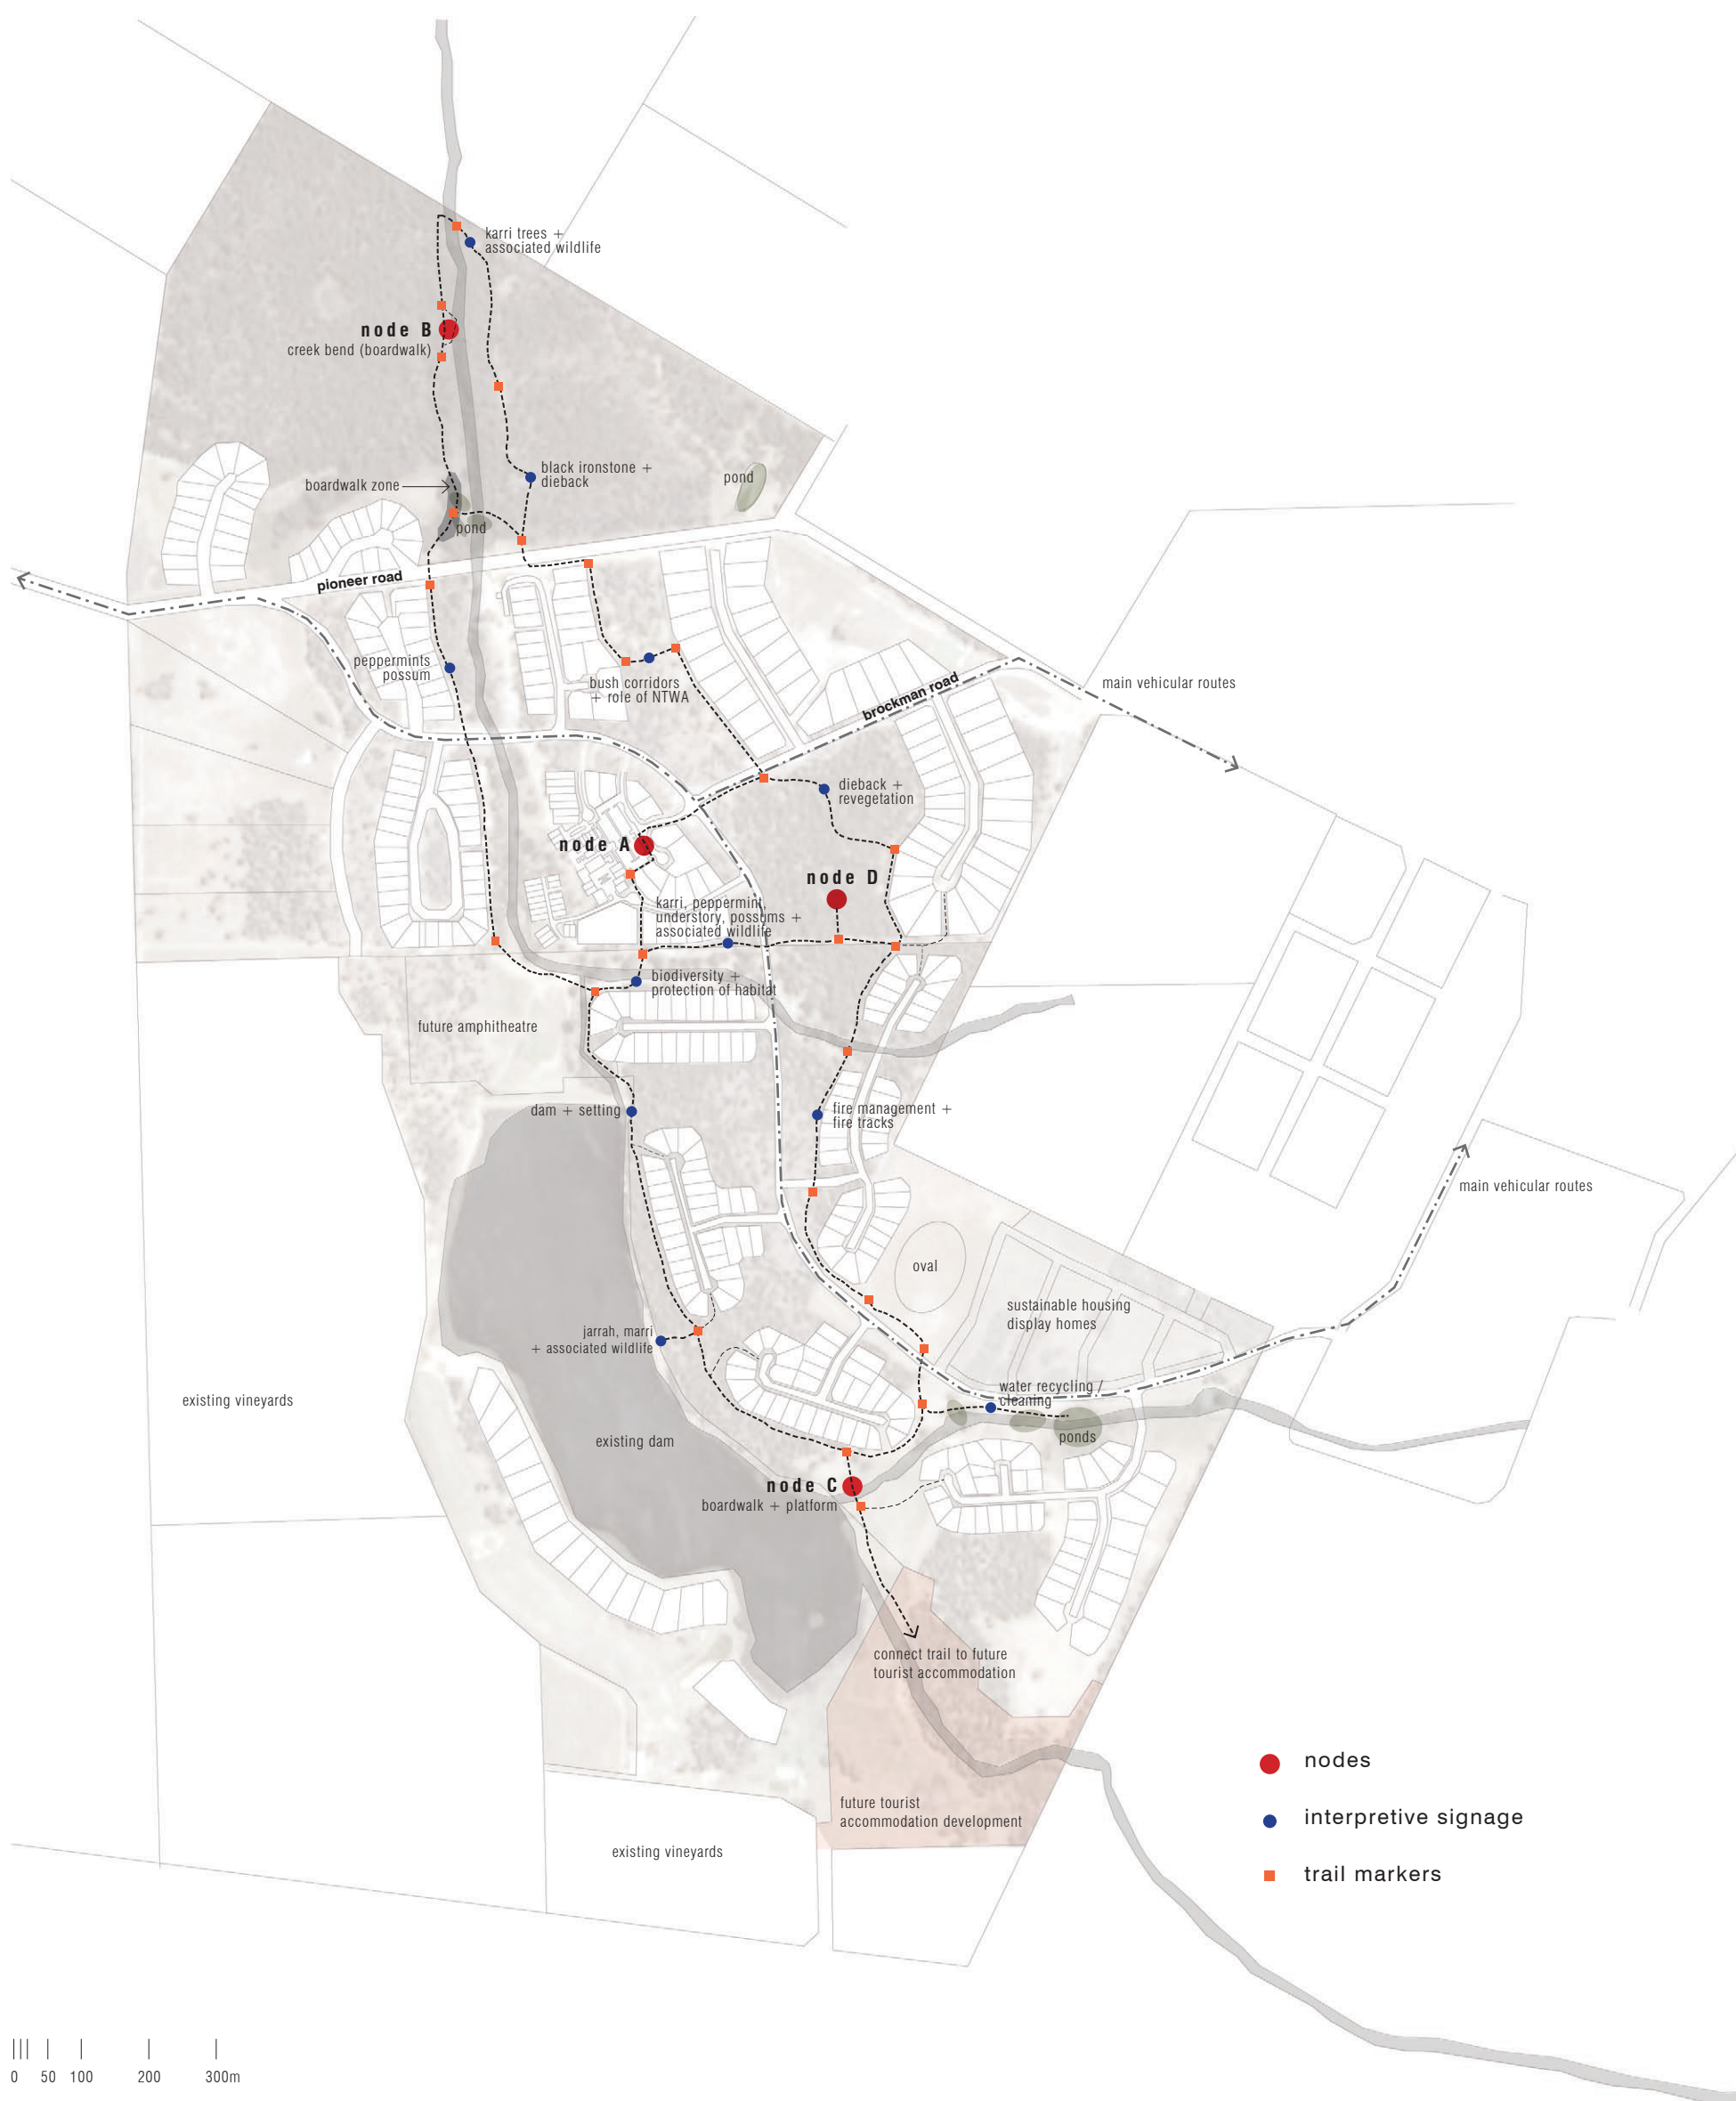 karri trees +
associated wildlife
node B
creek bend (boardwalk)
black ironstone +
dieback
boardwalk zone
pond
pond
pioneer road
peppermints
possum
bush corridors
+ role of NTWA
brockman road
main vehicular routes
dieback +
revegetation
node A
node D
karri, peppermint,
understory, possums +
associated wildlife
biodiversity +
protection of habitat
future amphitheatre
dam + setting
fire management +
fire tracks
main vehicular routes
oval
sustainable housing
display homes
jarrah, marri
+ associated wildlife
water recycling /
cleaning
existing vineyards
existing dam
ponds
node C
boardwalk + platform
connect trail to future
tourist accommodation
future tourist
accommodation development
existing vineyards
nodes
interpretive signage
trail markers
0 50 100 200 300m